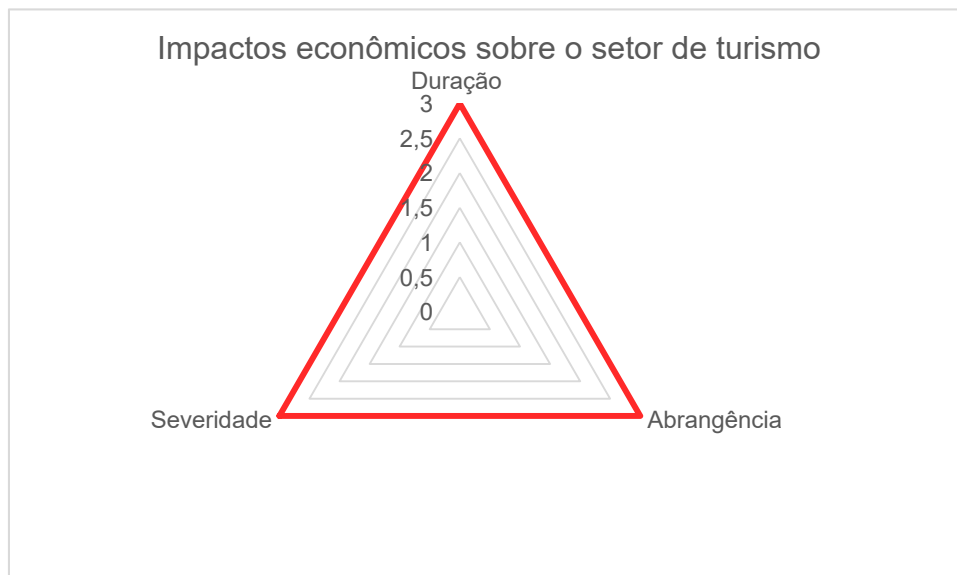 Impactos econômicos sobre o setor de turismo
Duração
3
2,5
2
1,5
1
0,5
0
Severidade
Abrangência